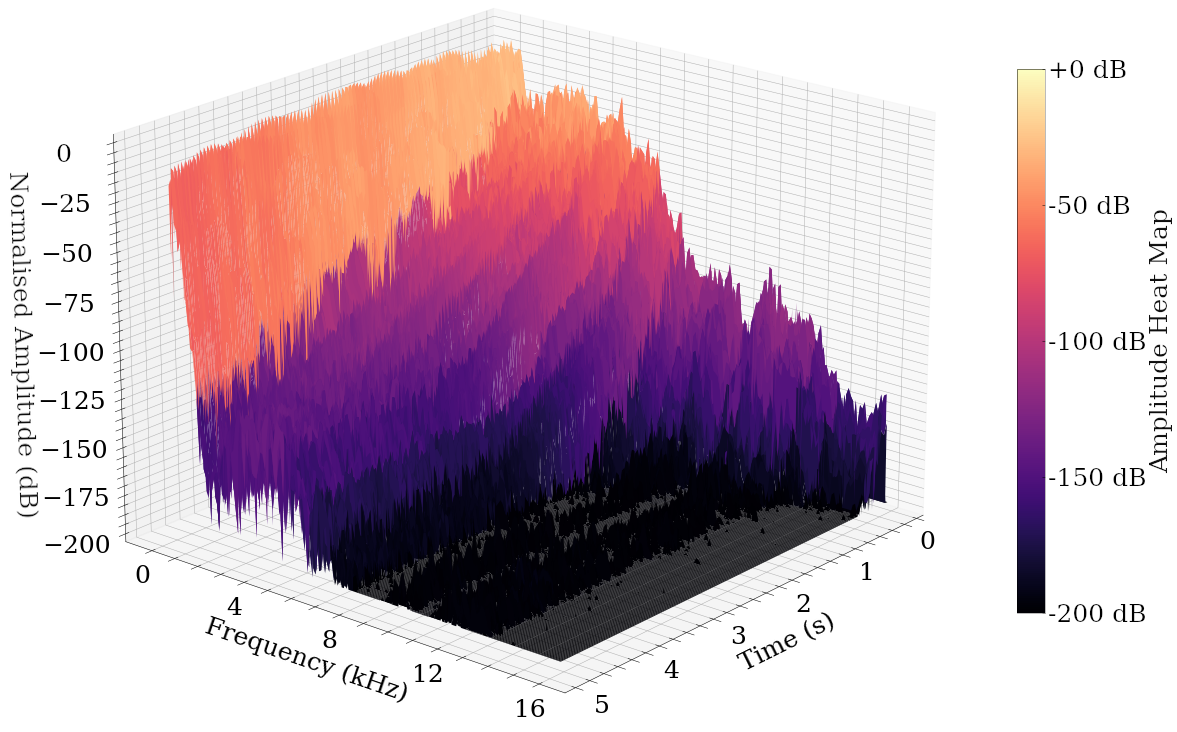 Normalised Amplitude (dB)
0
−25
−50
−75
−100
−125
−150
−175
−200
0
4
8
12
16
Frequency (kHz)
0
1
2
3
4
5
Time (s)
+0 dB
-50 dB
-100 dB
-150 dB
-200 dB
Amplitude Heat Map